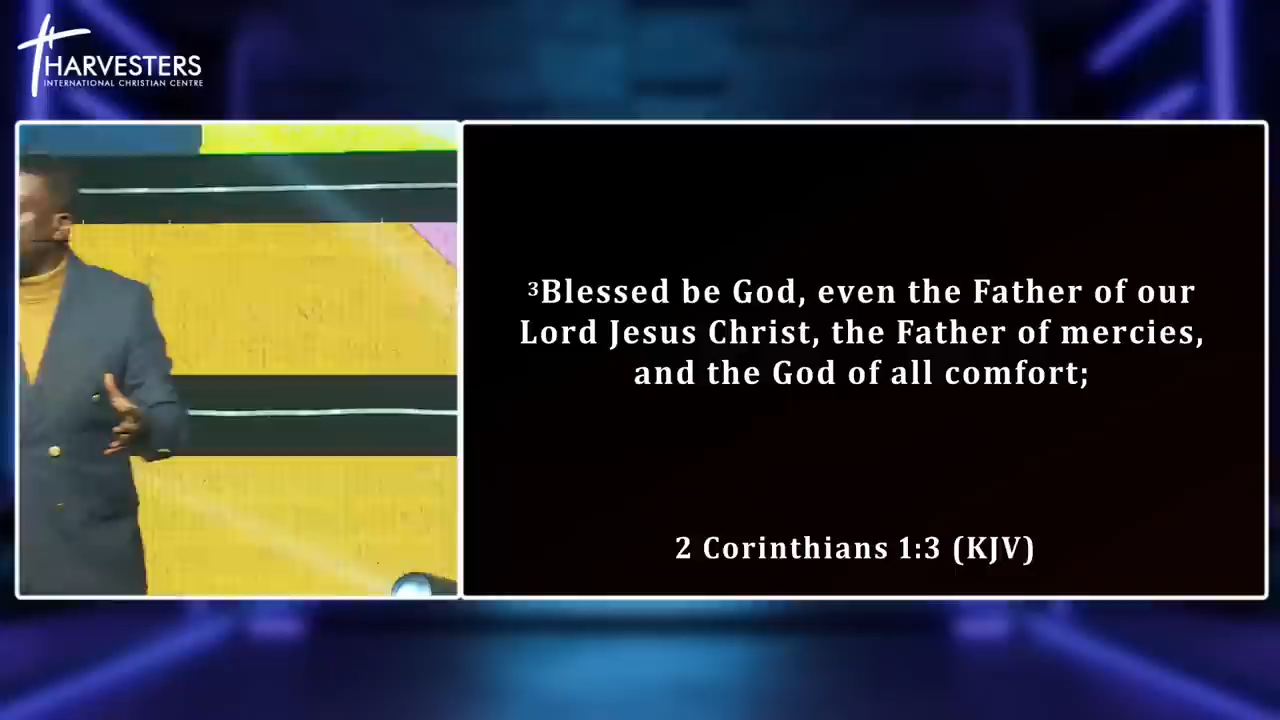 HARVESTERS
INTERNATIONAL CHRISTIAN CENTRE
³Blessed be God, even the Father of our
Lord Jesus Christ, the Father of mercies,
and the God of all comfort;
2 Corinthians 1:3 (KJV)